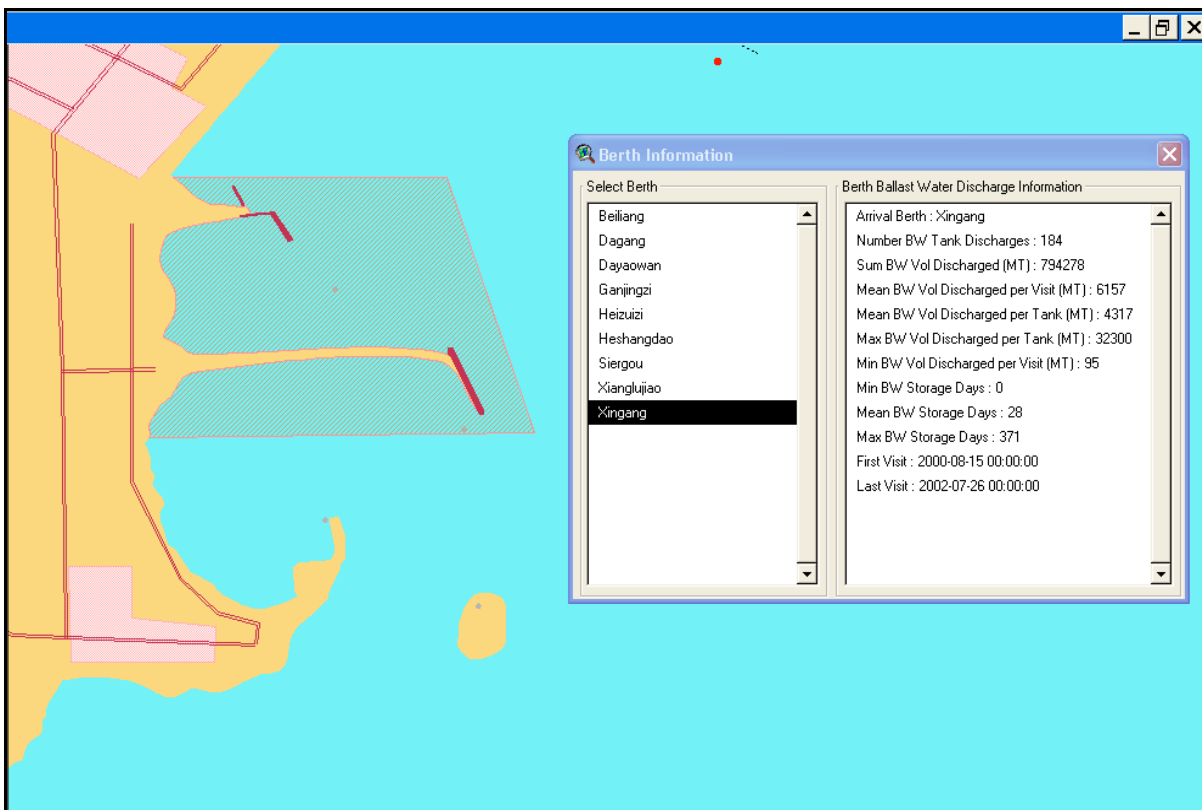 Berth Information
Select Berth
Beiliang
Dagang
Dayaowan
Ganjingzi
Heizuizi
Heshangdao
Siergou
Xianglujiao
Xingang
Berth Ballast Water Discharge Information
Arrival Berth : Xingang
Number BW Tank Discharges : 184
Sum BW Vol Discharged (MT) : 794278
Mean BW Vol Discharged per Visit (MT) : 6157
Mean BW Vol Discharged per Tank (MT) : 4317
Max BW Vol Discharged per Tank (MT) : 32300
Min BW Vol Discharged per Visit (MT) : 95
Min BW Storage Days : 0
Mean BW Storage Days : 28
Max BW Storage Days : 371
First Visit : 2000-08-15 00:00:00
Last Visit : 2002-07-26 00:00:00